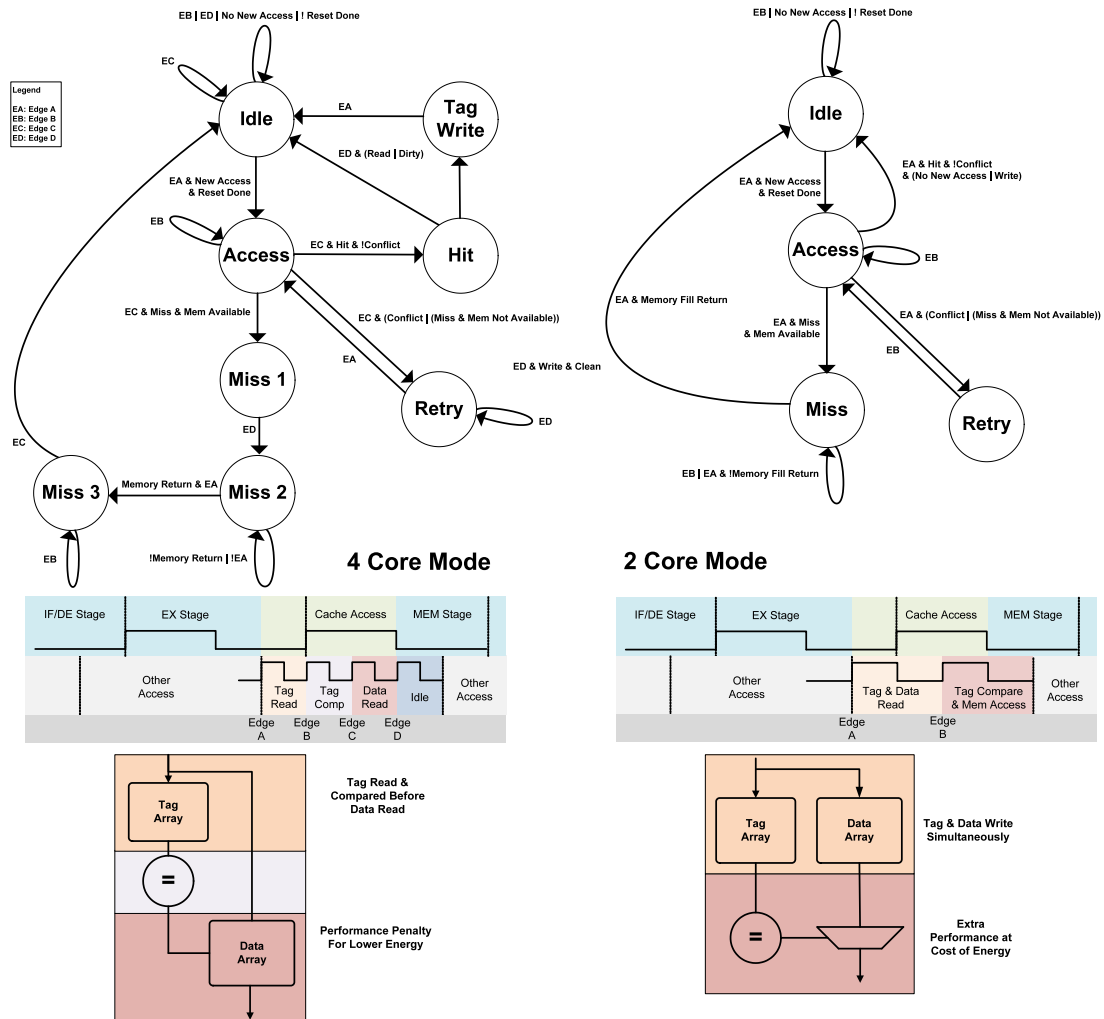 EB | ED | No New Access | ! Reset Done
EC
Legend
EA: Edge A
EB: Edge B
EC: Edge C
ED: Edge D
Idle
EA
Tag
Write
ED & (Read | Dirty)
EA & New Access
& Reset Done
EB
Access
EC & Hit & !Conflict
Hit
EC & Miss & Mem Available
EC & (Conflict | (Miss & Mem Not Available))
EA
ED & Write & Clean
Miss 1
Retry
ED
ED
EC
Miss 3
Memory Return & EA
Miss 2
EB
!Memory Return | !EA
EB | No New Access | ! Reset Done
Idle
EA & Hit & !Conflict
& (No New Access | Write)
EA & New Access
& Reset Done
Access
EB
EA & Memory Fill Return
EA & (Conflict | (Miss & Mem Not Available))
EA & Miss
& Mem Available
EB
Miss
Retry
EB | EA & !Memory Fill Return
4 Core Mode
2 Core Mode
IF/DE Stage
EX Stage
Cache Access
MEM Stage
Other
Access
Tag
Read
Tag
Comp
Data
Read
Idle
Other
Access
Edge
A
Edge
B
Edge
C
Edge
D
IF/DE Stage
EX Stage
Cache Access
MEM Stage
Other
Access
Tag & Data
Read
Tag Compare
& Mem Access
Other
Access
Edge
A
Edge
B
Tag
Array
=
Data
Array
Tag Read &
Compared Before
Data Read
Performance Penalty
For Lower Energy
Tag
Array
Data
Array
=
Tag & Data Write
Simultaneously
Extra
Performance at
Cost of Energy